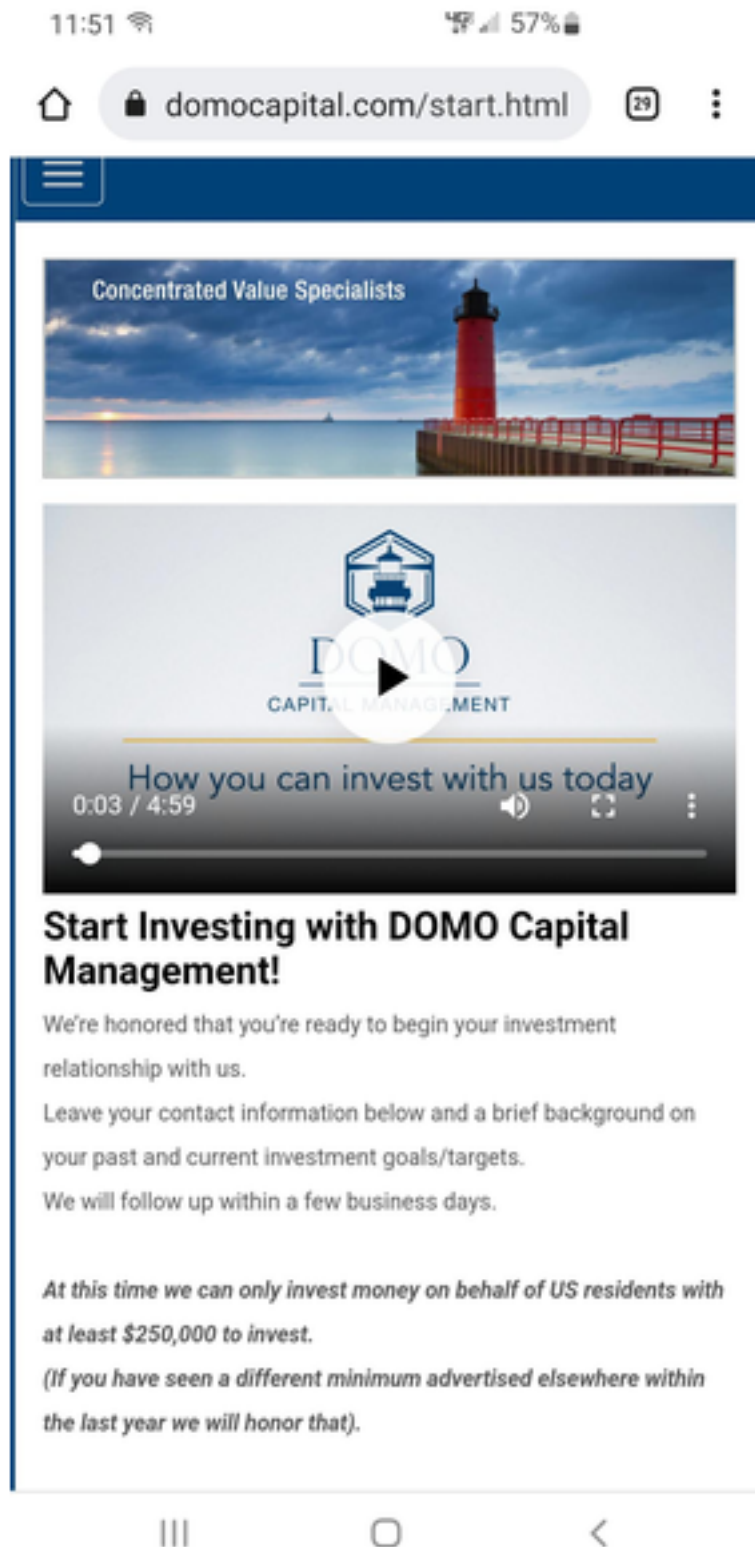 11:51
57%
domocapital.com/start.html
29
Concentrated Value Specialists
DOMO
CAPITAL MANAGEMENT
How you can invest with us today
0:03 / 4:59
Start Investing with DOMO Capital
Management!
We're honored that you're ready to begin your investment
relationship with us.
Leave your contact information below and a brief background on
your past and current investment goals/targets.
We will follow up within a few business days.
At this time we can only invest money on behalf of US residents with
at least $250,000 to invest.
(If you have seen a different minimum advertised elsewhere within
the last year we will honor that).